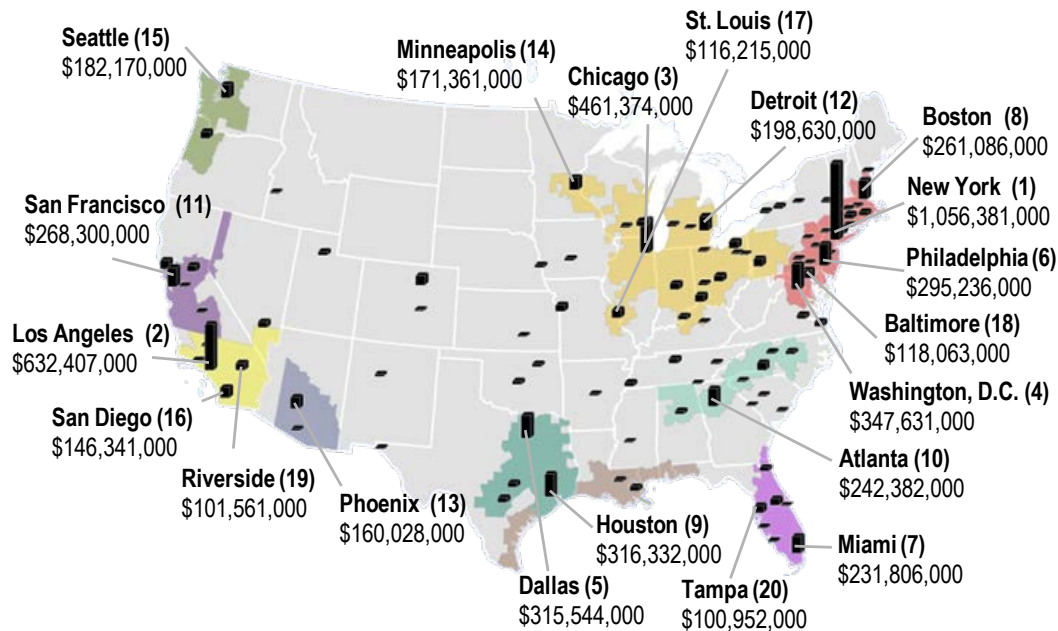 St. Louis (17)
$116,215,000
Seattle (15)
$182,170,000
Minneapolis (14)
$171,361,000
Chicago (3)
$461,374,000
Detroit (12)
$198,630,000
Boston (8)
$261,086,000
New York (1)
$1,056,381,000
San Francisco (11)
$268,300,000
Philadelphia (6)
$295,236,000
Los Angeles (2)
$632,407,000
Baltimore (18)
$118,063,000
Washington, D.C. (4)
$347,631,000
San Diego (16)
$146,341,000
Riverside (19)
$101,561,000
Phoenix (13)
$160,028,000
Atlanta (10)
$242,382,000
Houston (9)
$316,332,000
Miami (7)
$231,806,000
Dallas (5)
$315,544,000
Tampa (20)
$100,952,000